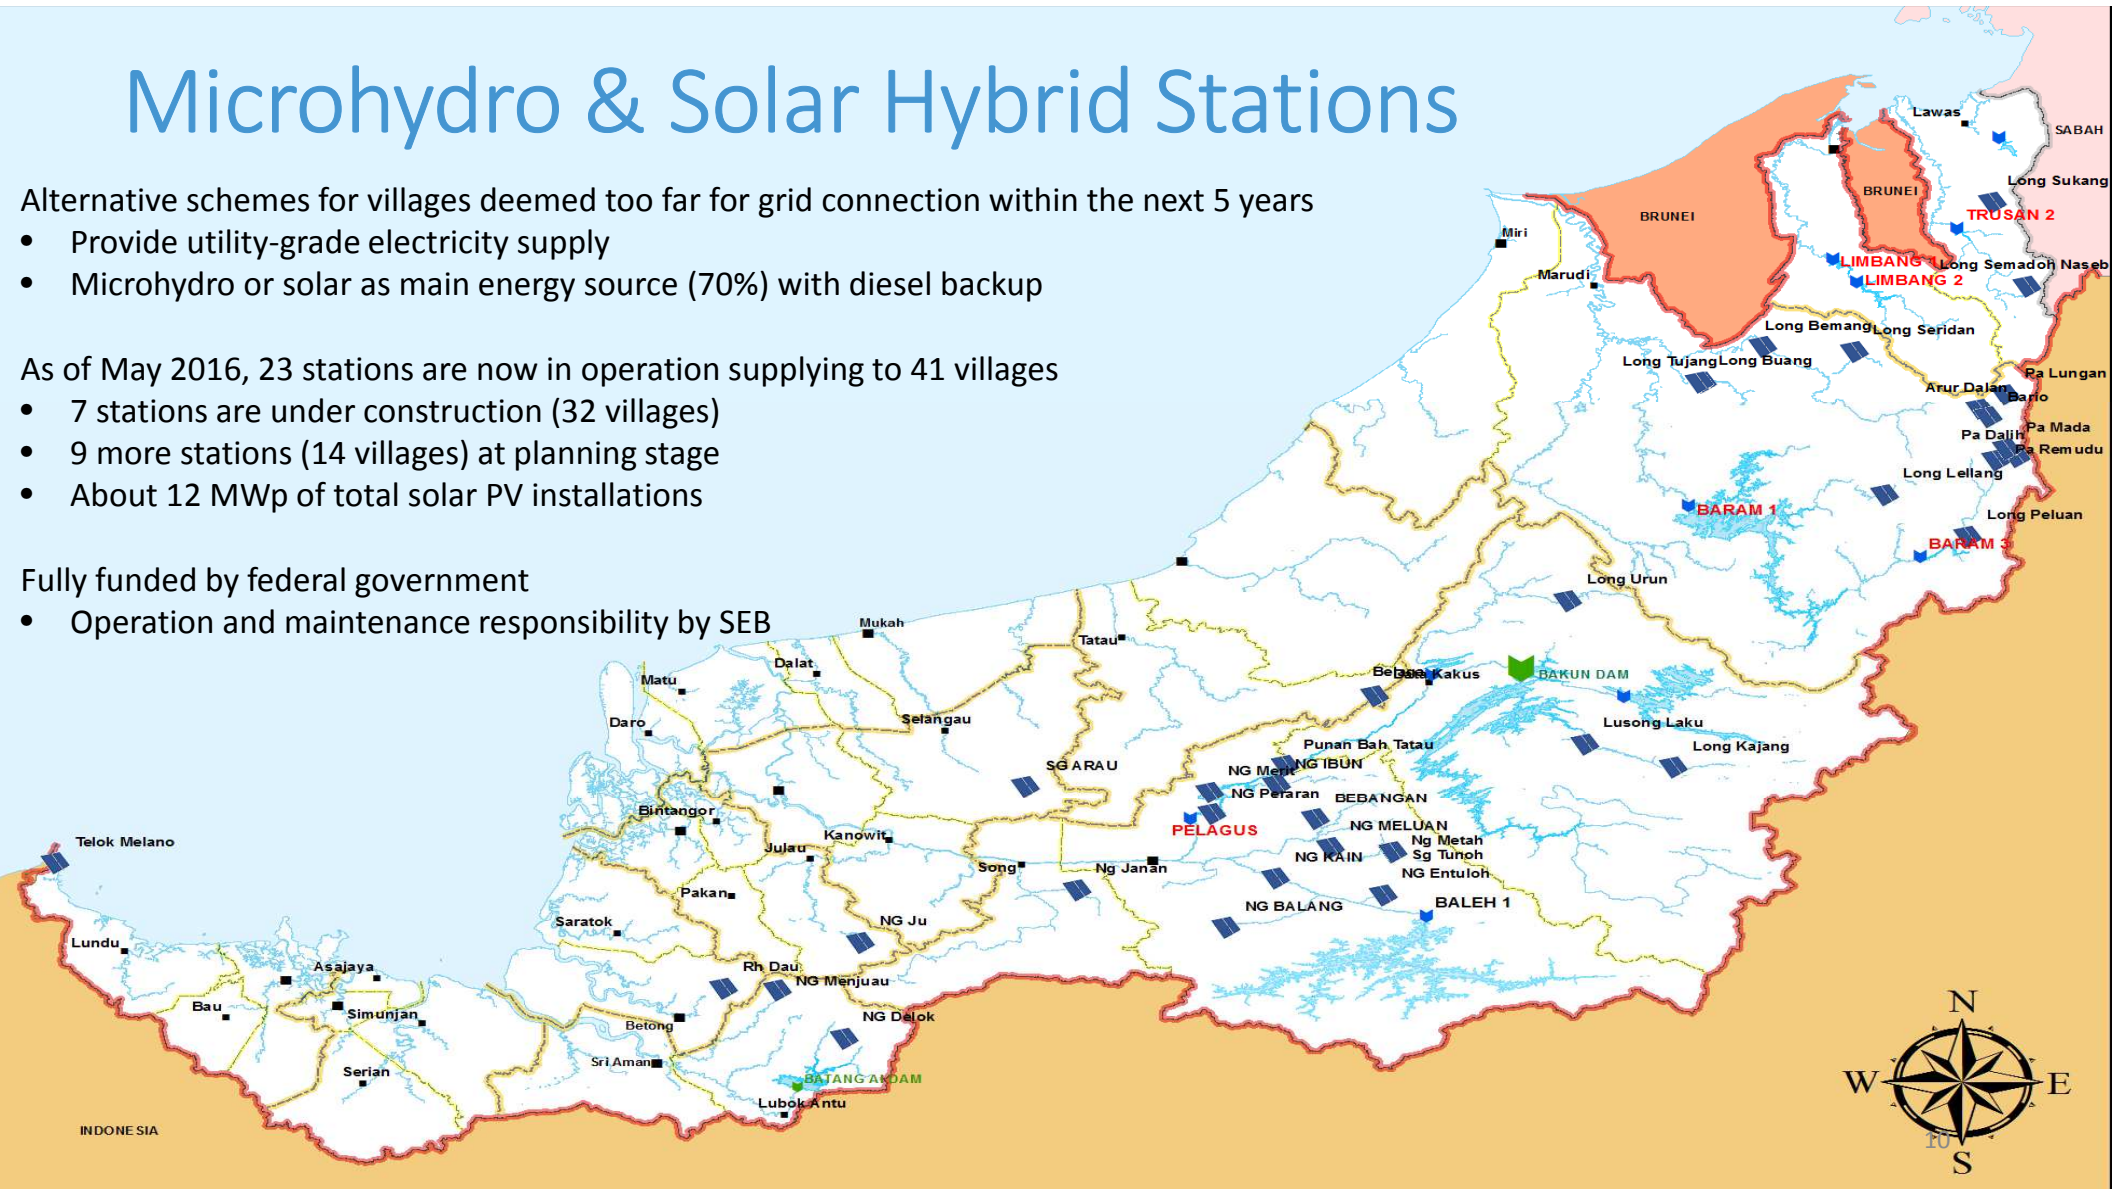 Microhydro & Solar Hybrid Stations
Alternative schemes for villages deemed too far for grid connection within the next 5 years
• Provide utility-grade electricity supply
• Microhydro or solar as main energy source (70%) with diesel backup
As of May 2016, 23 stations are now in operation supplying to 41 villages
• 7 stations are under construction (32 villages)
• 9 more stations (14 villages) at planning stage
• About 12 MWp of total solar PV installations
Fully funded by federal government
• Operation and maintenance responsibility by SEB
Lawas
SABAH
Long Sukang
BRUNEI
BRUNEI
TRUSAN 2
Miri
LIMBANG 1
Long Semadoh Naseb
Marudi
LIMBANG 2
Long Bemang
Long Seridan
Long Tujang
Long Buang
Pa Lungan
Arur Dalan
Bario
Pa Mada
Pa Dalih
Pa Remudu
Long Lellang
BARAM 1
Long Peluan
BARAM 3
Long Urun
Mukah
Tatau
Dalat
Matu
Kakus
BAKUN DAM
Daro
Selangau
Lusong Laku
Punan Bah Tatau
Long Kajang
SG ARAU
NG IBUN
NG Merit
NG Peraran
BEBANGAN
Bintangor
NG MELUAN
PELAGUS
Kanowit
Ng Metah
Telok Melano
Julau
NG KAIN
Sg Tunoh
Song
Ng Janan
NG Entuloh
Pakan
BALEH 1
NG BALANG
Saratok
NG Ju
Lundu
Asajaya
Rh Dau
NG Menjuau
Bau
Simunjan
NG Delok
Betong
Sri Aman
Serian
BATANG AI DAM
Lubok Antu
INDONESIA
N
W
E
10
S